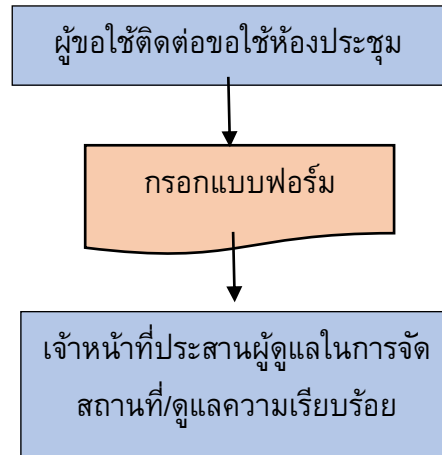 ผู้ขอใช้ติดต่อขอใช้ห้องประชุม
กรอกแบบฟอร์ม
เจ้าหน้าที่ประสานผู้ดูแลในการจัด
สถานที่/ดูแลความเรียบร้อย